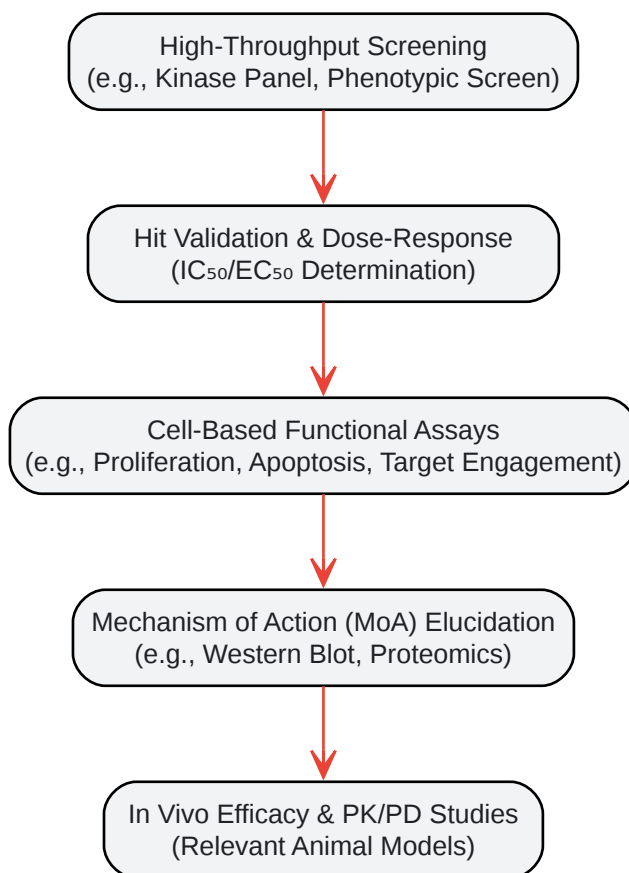 High-Throughput Screening
(e.g., Kinase Panel, Phenotypic Screen)
Hit Validation & Dose-Response
(IC₅₀/EC₅₀ Determination)
Cell-Based Functional Assays
(e.g., Proliferation, Apoptosis, Target Engagement)
Mechanism of Action (MoA) Elucidation
(e.g., Western Blot, Proteomics)
In Vivo Efficacy & PK/PD Studies
(Relevant Animal Models)